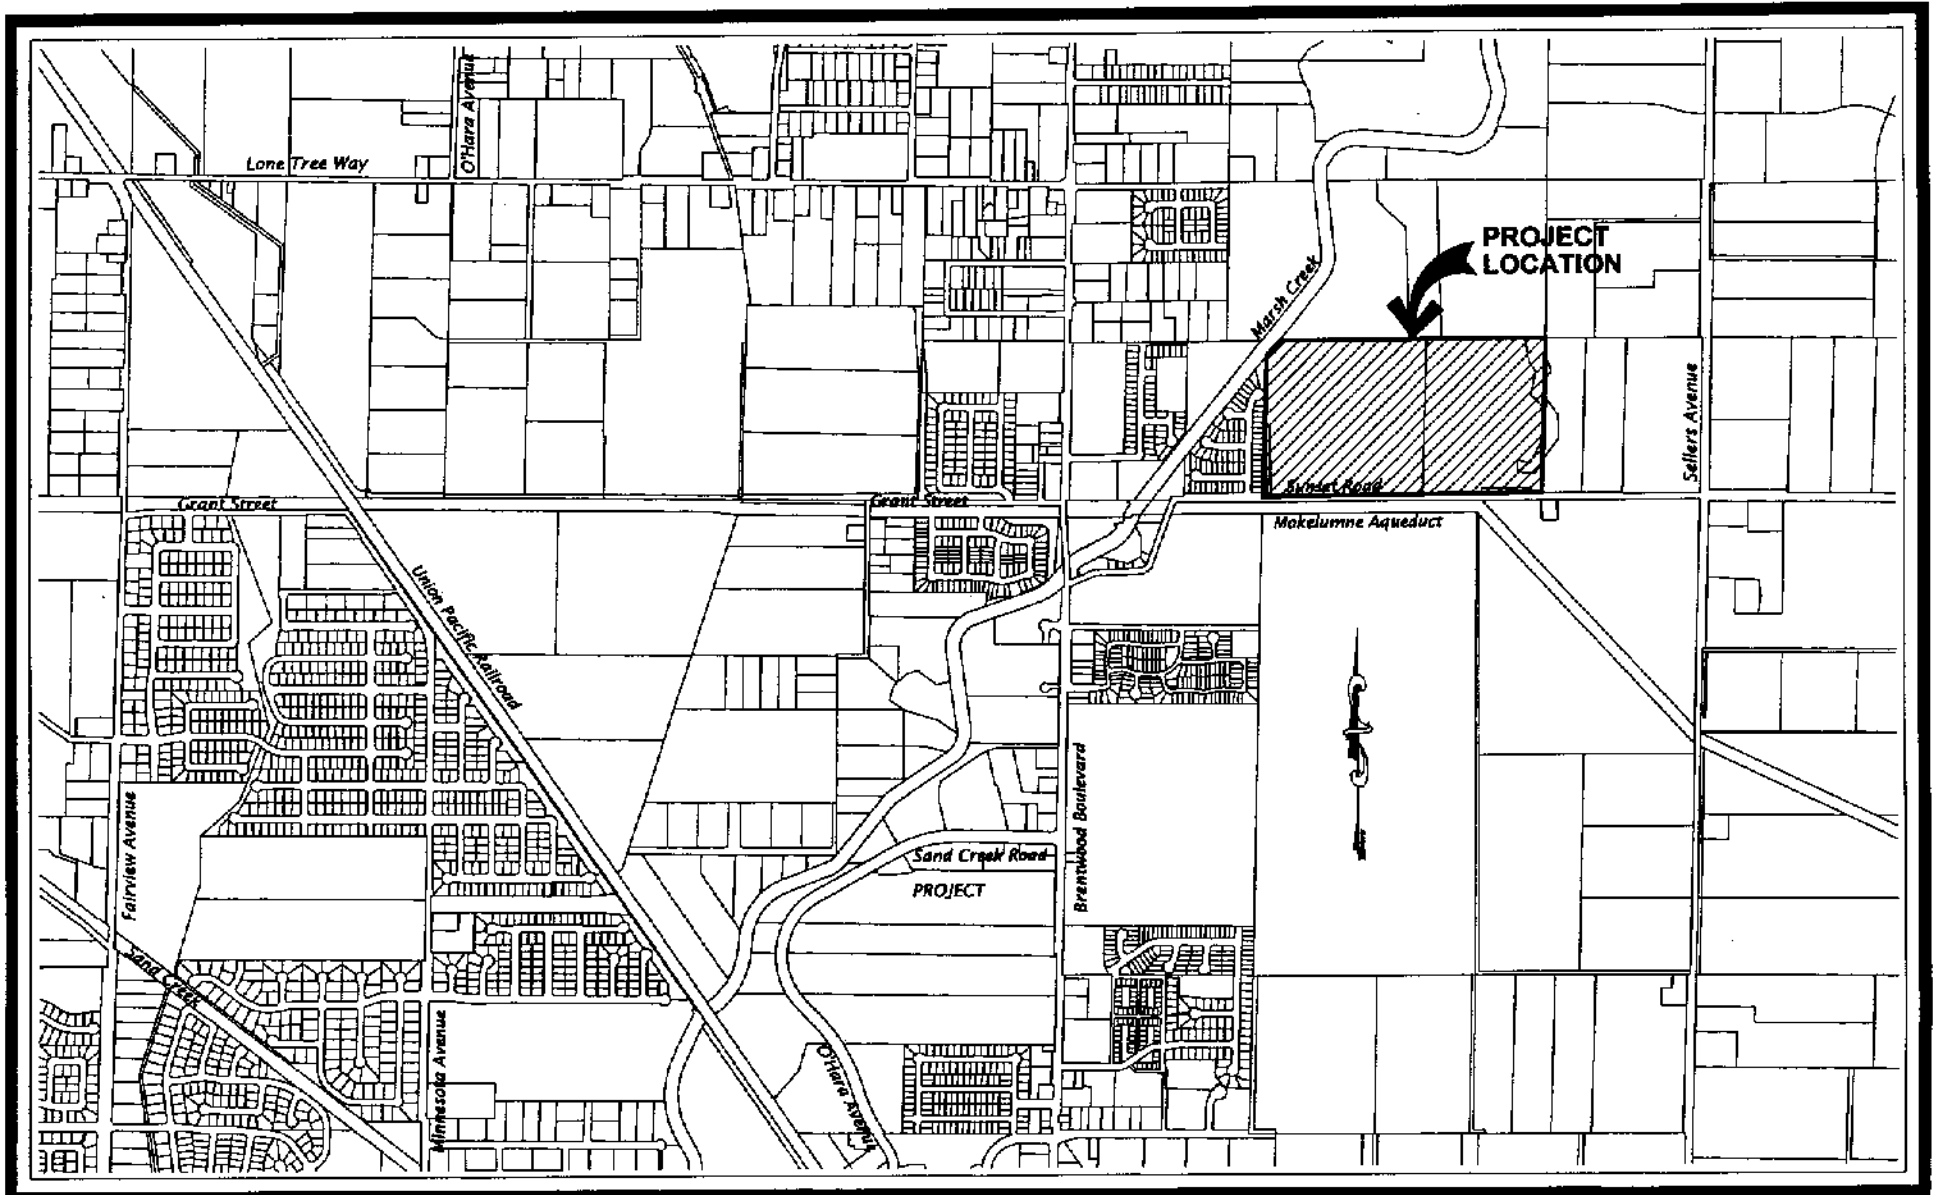 O'Hara Avenue
Lone Tree Way
PROJECT
LOCATION
Marsh Creek
Sellers Avenue
Grant Street
Grant Street
Sunset Road
Mokelumne Aqueduct
Union Pacific Railroad
Brentwood Boulevard
Fairview Avenue
Sand Creek Road
PROJECT
Sand Creek
Minnesota Avenue
O'Hara Avenue